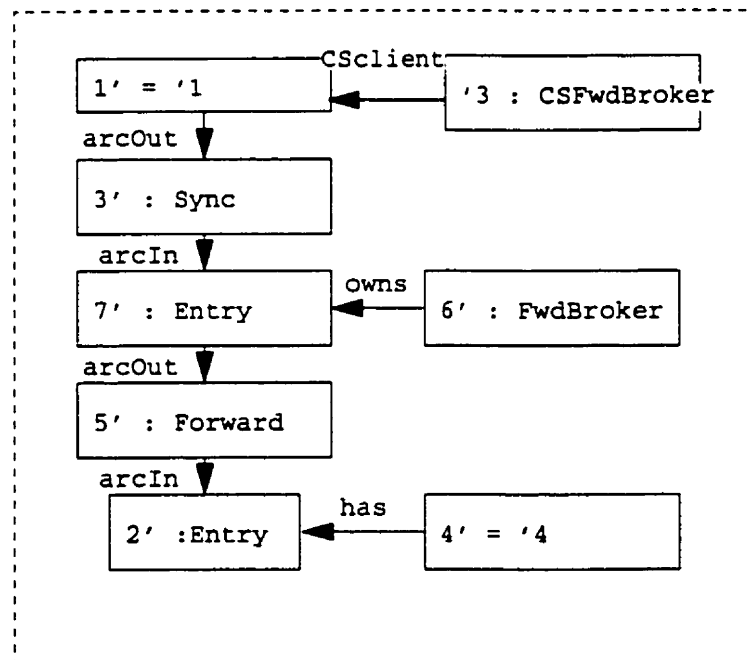 CSclient
1' = '1
'3 : CSFwdBroker
arcOut
3' : Sync
arcIn
owns
7' : Entry
6' : FwdBroker
arcOut
5' : Forward
arcIn
has
2' :Entry
4' = '4